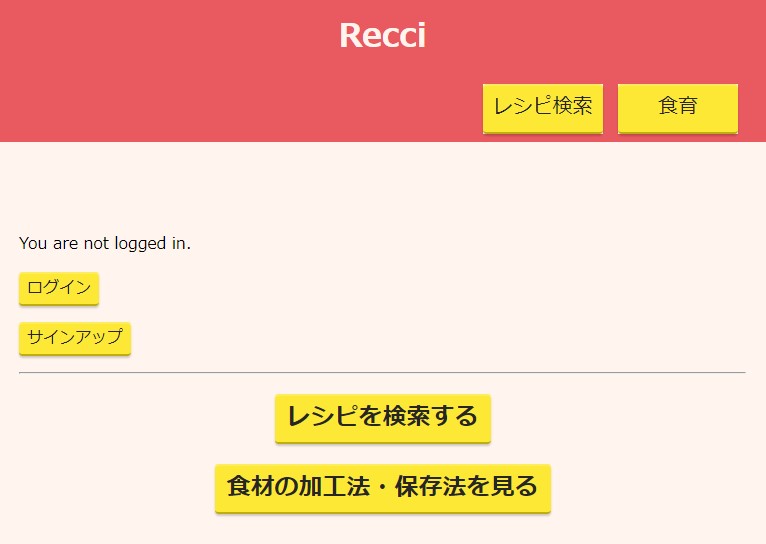 Recci
レシピ検索 食育
You are not logged in.
ログイン
サインアップ
レシピを検索する
食材の加工法・保存法を見る